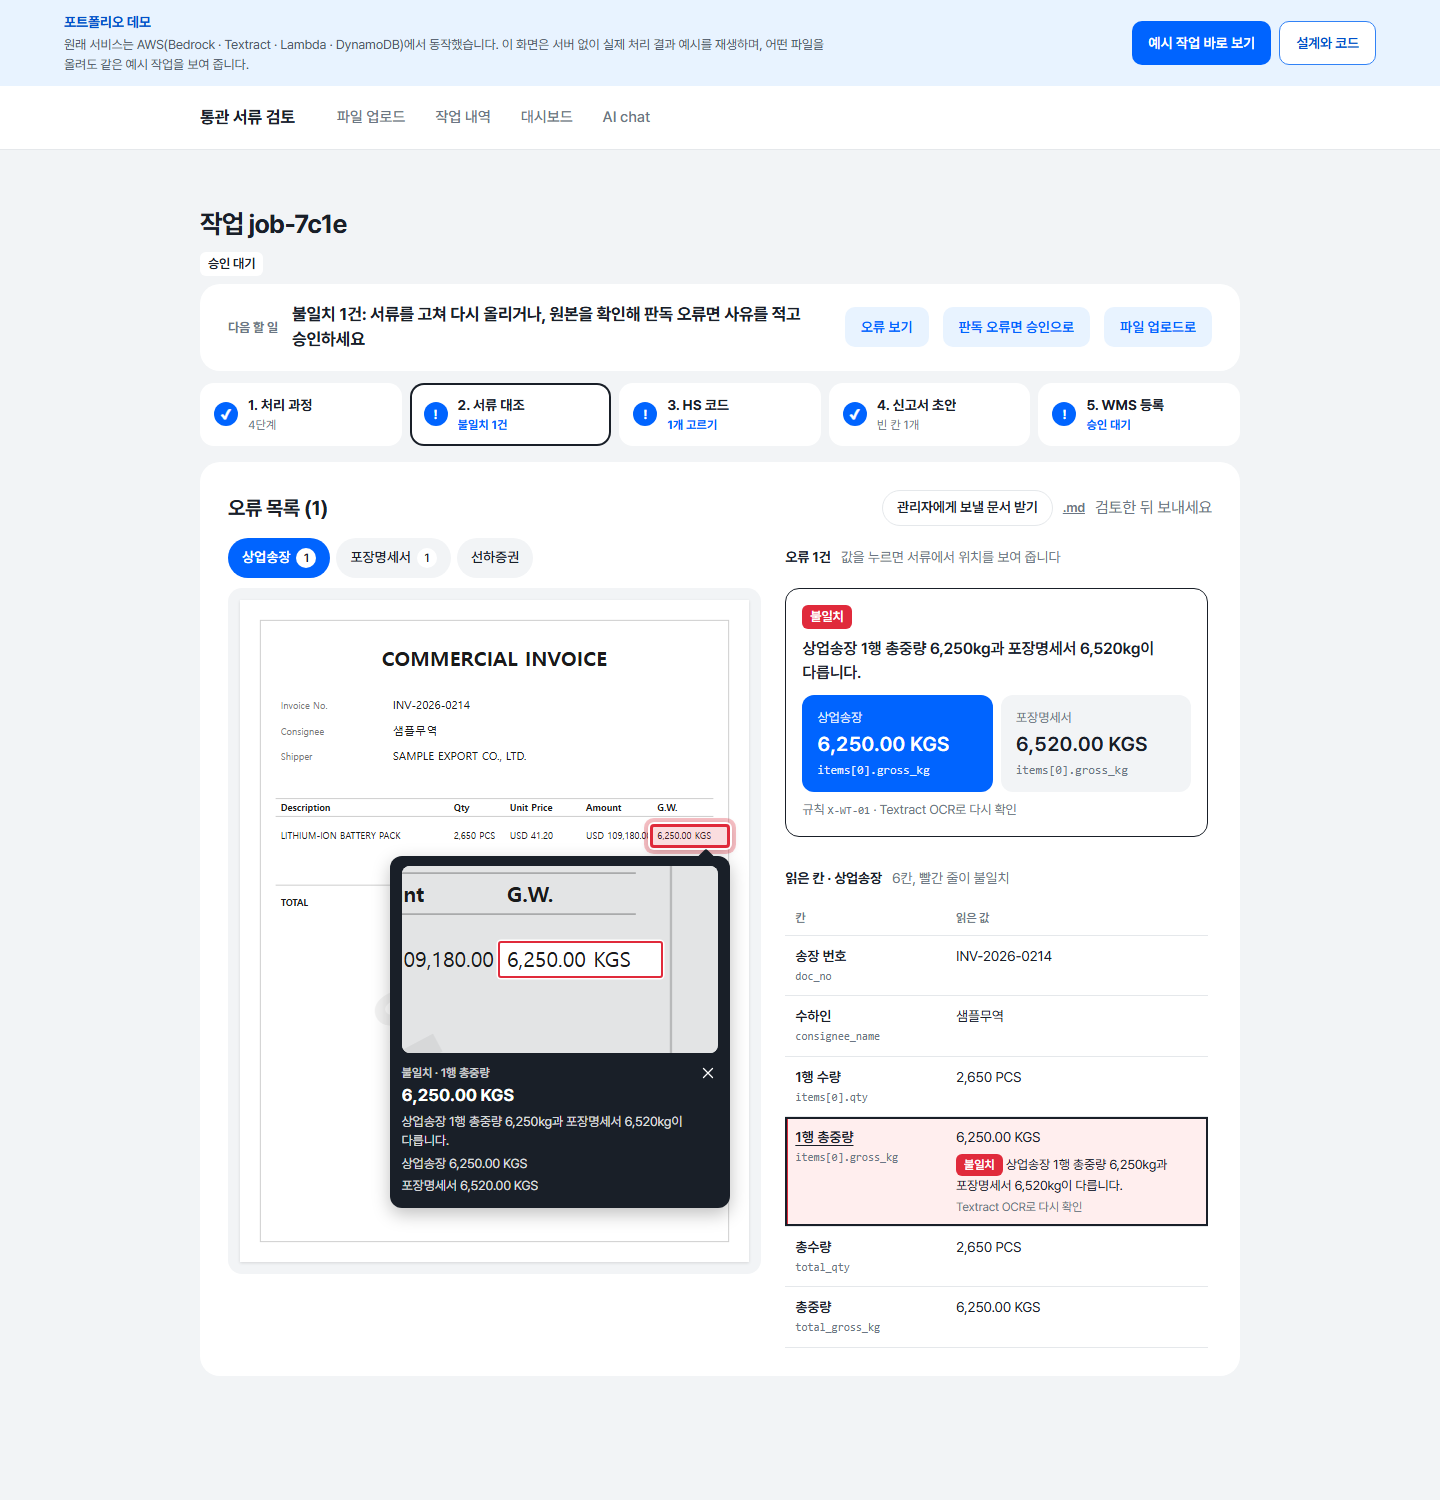 포트폴리오 데모
원래 서비스는 AWS(Bedrock · Textract · Lambda · DynamoDB)에서 동작했습니다. 이 화면은 서버 없이 실제 처리 결과 예시를 재생하며, 어떤 파일을
올려도 같은 예시 작업을 보여 줍니다.
예시 작업 바로 보기
설계와 코드
통관 서류 검토
파일 업로드
작업 내역
대시보드
AI chat
작업 job-7c1e
승인 대기
다음 할 일
불일치 1건: 서류를 고쳐 다시 올리거나, 원본을 확인해 판독 오류면 사유를 적고
승인하세요
오류 보기
판독 오류면 승인으로
파일 업로드로
1. 처리 과정
4단계
2. 서류 대조
불일치 1건
3. HS 코드
1개 고르기
4. 신고서 초안
빈 칸 1개
5. WMS 등록
승인 대기
오류 목록 (1)
관리자에게 보낼 문서 받기
.md
검토한 뒤 보내세요
상업송장 1
포장명세서 1
선하증권
COMMERCIAL INVOICE
Invoice No. INV-2026-0214
Consignee 샘플무역
Shipper SAMPLE EXPORT CO., LTD.
Description Qty Unit Price Amount G.W.
LITHIUM-ION BATTERY PACK 2,650 PCS USD 41.20 USD 109,180.0 6,250.00 KGS
TOTAL
nt G.W.
09,180.00 6,250.00 KGS
불일치 · 1행 총중량
6,250.00 KGS
상업송장 1행 총중량 6,250kg과 포장명세서 6,520kg이
다릅니다.
상업송장 6,250.00 KGS
포장명세서 6,520.00 KGS
오류 1건 값을 누르면 서류에서 위치를 보여 줍니다
불일치
상업송장 1행 총중량 6,250kg과 포장명세서 6,520kg이
다릅니다.
상업송장
6,250.00 KGS
items[0].gross_kg
포장명세서
6,520.00 KGS
items[0].gross_kg
규칙 X-WT-01 · Textract OCR로 다시 확인
읽은 칸 · 상업송장 6칸, 빨간 줄이 불일치
칸 읽은 값
송장 번호 INV-2026-0214
doc_no
수하인 샘플무역
consignee_name
1행 수량 2,650 PCS
items[0].qty
1행 총중량 6,250.00 KGS
items[0].gross_kg
불일치 상업송장 1행 총중량 6,250kg과
포장명세서 6,520kg이 다릅니다.
Textract OCR로 다시 확인
총수량 2,650 PCS
total_qty
총중량 6,250.00 KGS
total_gross_kg